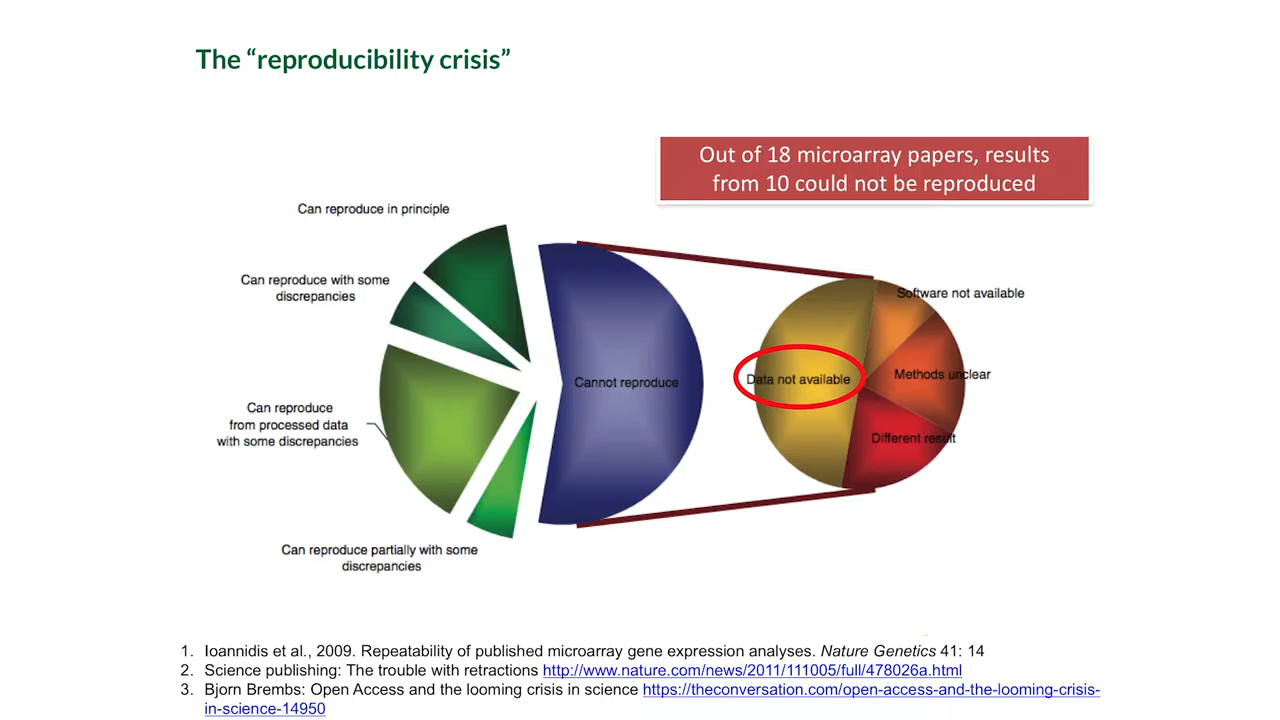 The “reproducibility crisis”
Out of 18 microarray papers, results
from 10 could not be reproduced
Can reproduce in principle
Can reproduce with some
discrepancies
Can reproduce
from processed data
with some discrepancies
Can reproduce partially with some
discrepancies
Cannot reproduce
Software not available
Data not available
Methods unclear
Different result
1. Ioannidis et al., 2009. Repeatability of published microarray gene expression analyses. Nature Genetics 41: 14
2. Science publishing: The trouble with retractions http://www.nature.com/news/2011/111005/full/478026a.html
3. Bjorn Brembs: Open Access and the looming crisis in science https://theconversation.com/open-access-and-the-looming-crisis-
in-science-14950